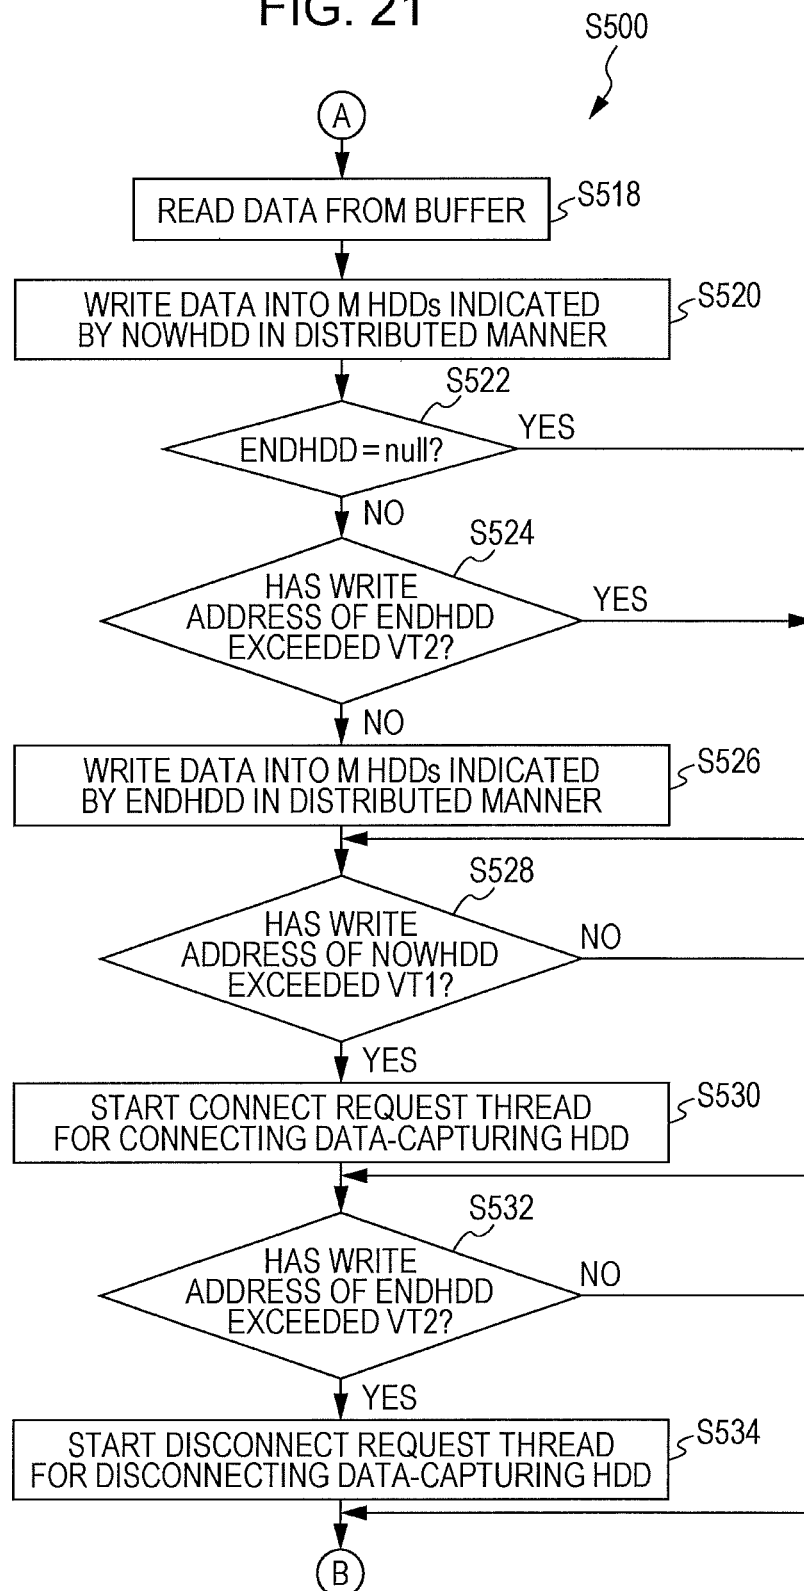 FIG. 21
S500
A
READ DATA FROM BUFFER
S518
WRITE DATA INTO M HDDs INDICATED
BY NOWHDD IN DISTRIBUTED MANNER
S520
S522
ENDHDD = null?
YES
NO
S524
HAS WRITE
ADDRESS OF ENDHDD
EXCEEDED VT2?
YES
NO
WRITE DATA INTO M HDDs INDICATED
BY ENDHDD IN DISTRIBUTED MANNER
S526
S528
HAS WRITE
ADDRESS OF NOWHDD
EXCEEDED VT1?
NO
YES
START CONNECT REQUEST THREAD
FOR CONNECTING DATA-CAPTURING HDD
S530
S532
HAS WRITE
ADDRESS OF ENDHDD
EXCEEDED VT2?
NO
YES
START DISCONNECT REQUEST THREAD
FOR DISCONNECTING DATA-CAPTURING HDD
S534
B